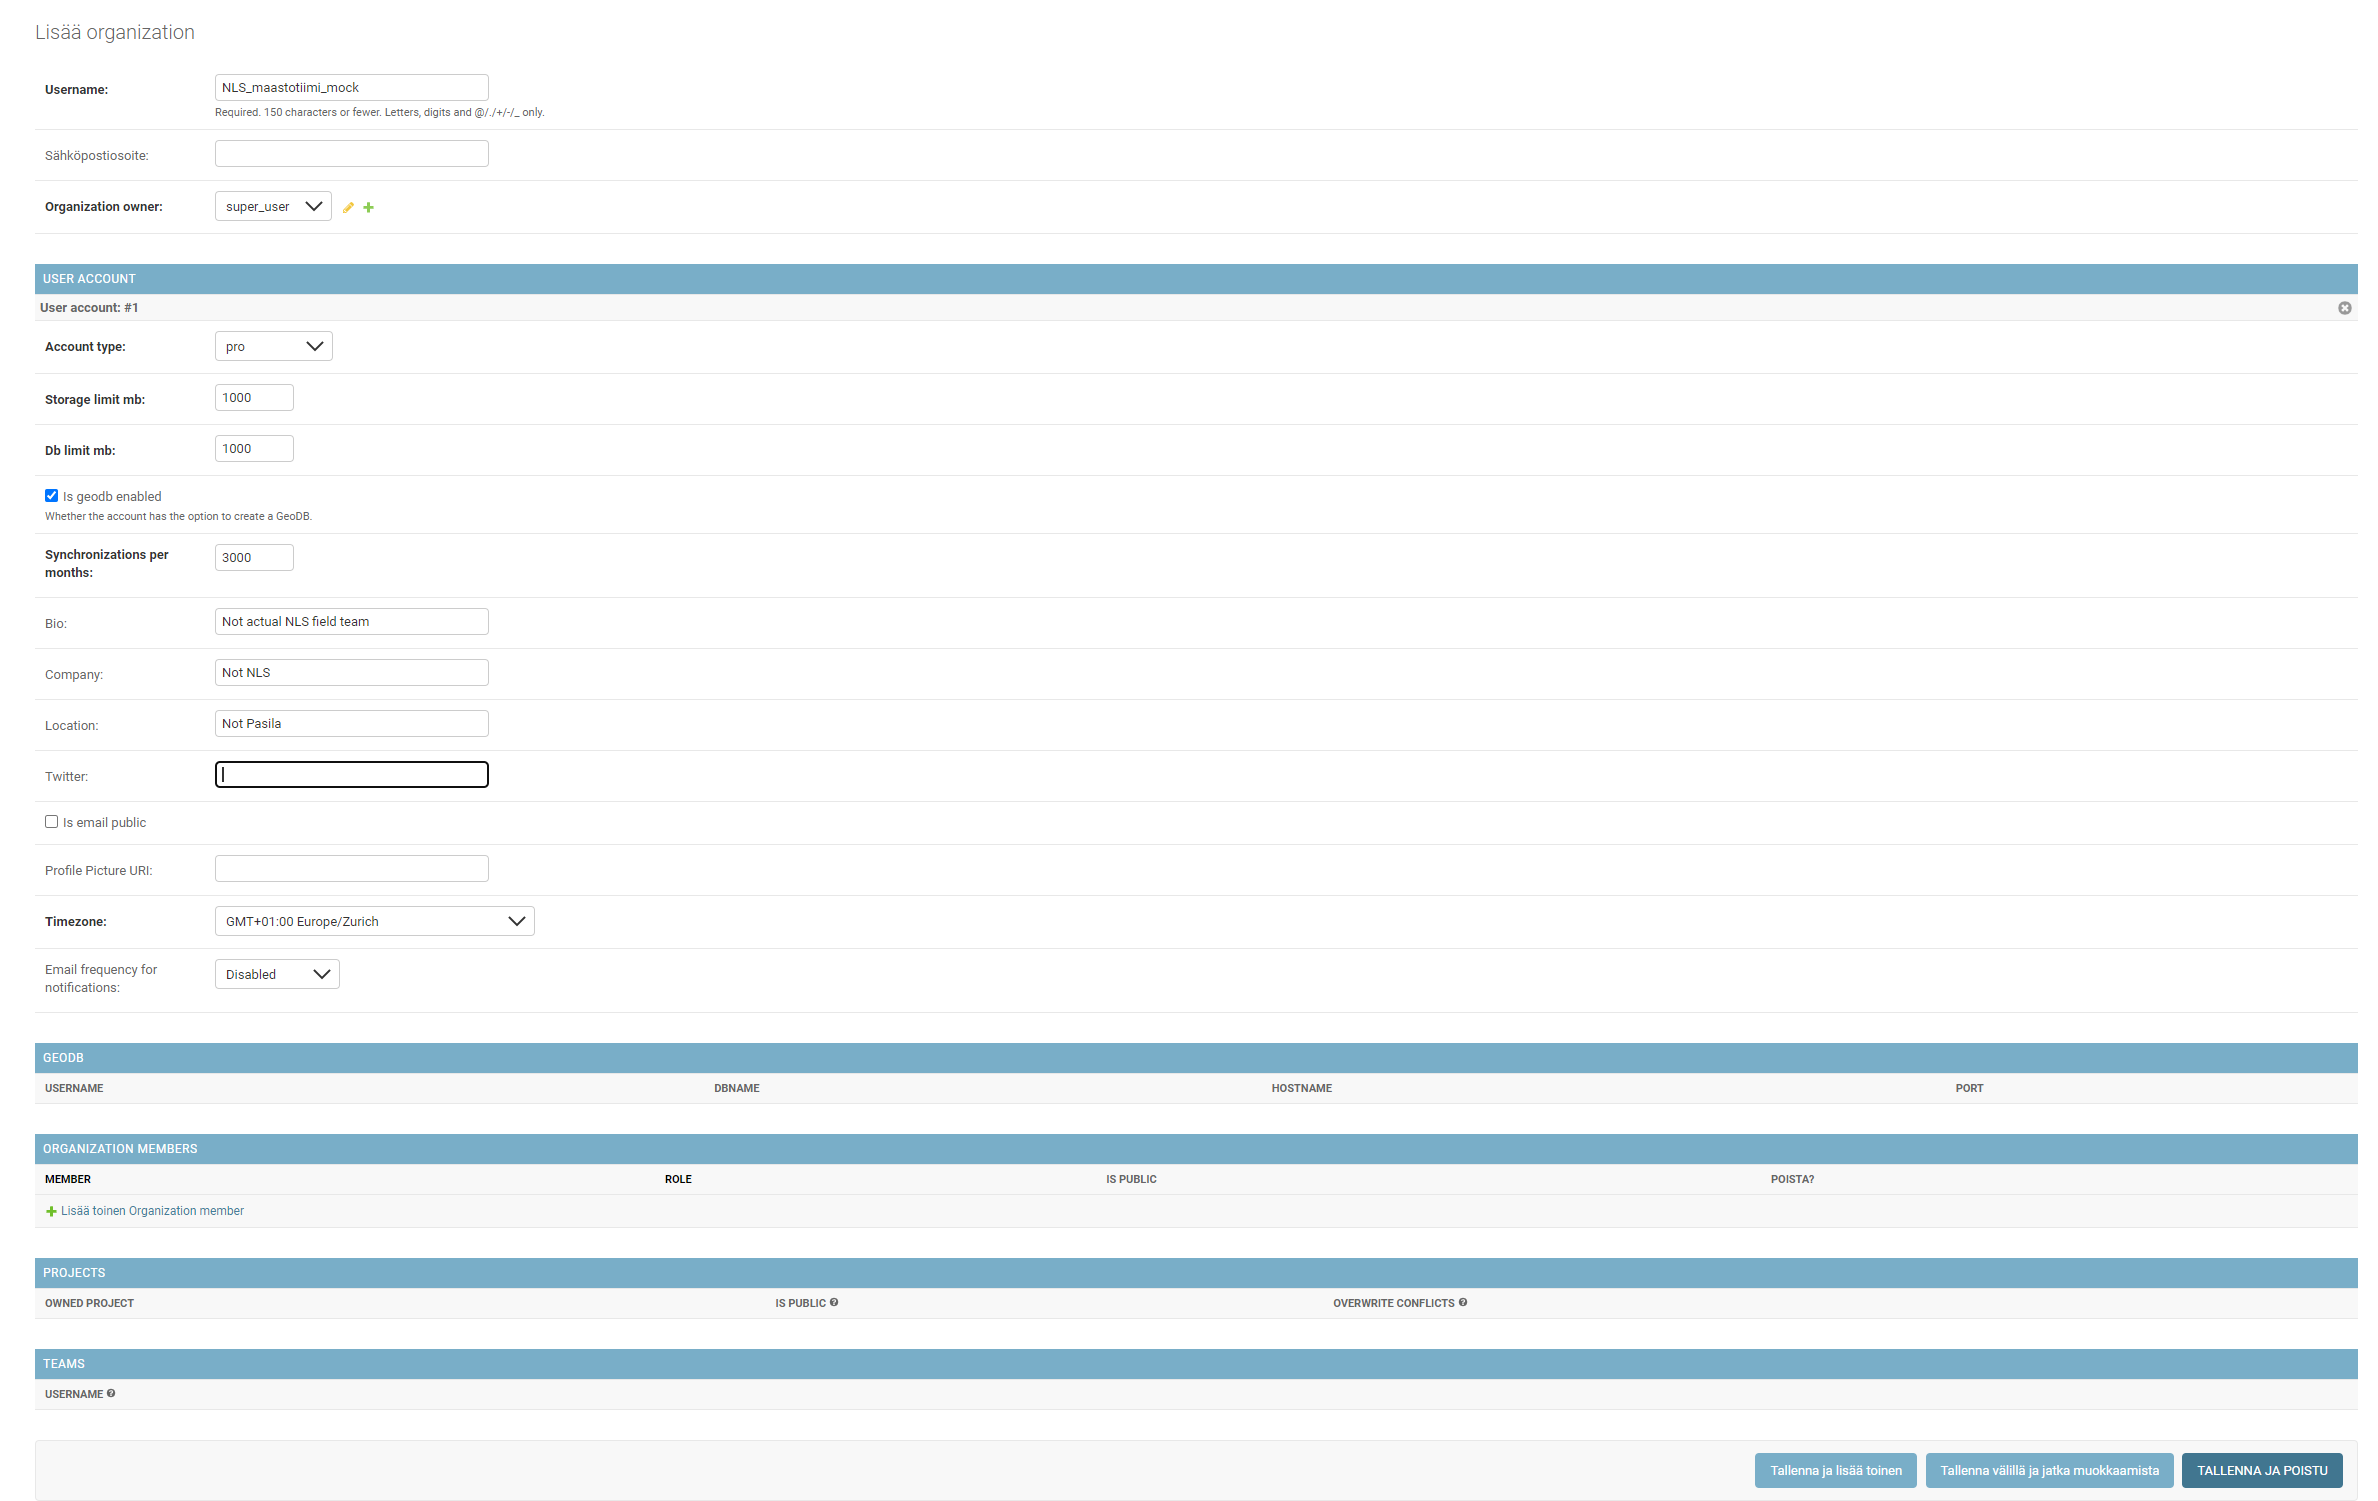 Lisää organization
Username:
NLS_maastotiimi_mock
Required. 150 characters or fewer. Letters, digits and @/./+/-/_ only.
Sähköpostiosoite:
Organization owner:
super_user
USER ACCOUNT
User account: #1
Account type:
pro
Storage limit mb:
1000
Db limit mb:
1000
Is geodb enabled
Whether the account has the option to create a GeoDB.
Synchronizations per
months:
3000
Bio:
Not actual NLS field team
Company:
Not NLS
Location:
Not Pasila
Twitter:
Is email public
Profile Picture URI:
Timezone:
GMT+01:00 Europe/Zurich
Email frequency for
notifications:
Disabled
GEODB
USERNAME DBNAME HOSTNAME PORT
ORGANIZATION MEMBERS
MEMBER ROLE IS PUBLIC POISTA?
Lisää toinen Organization member
PROJECTS
OWNED PROJECT IS PUBLIC OVERWRITE CONFLICTS
TEAMS
USERNAME
Tallenna ja lisää toinen Tallenna välillä ja jatka muokkaamista TALLENNA JA POISTU